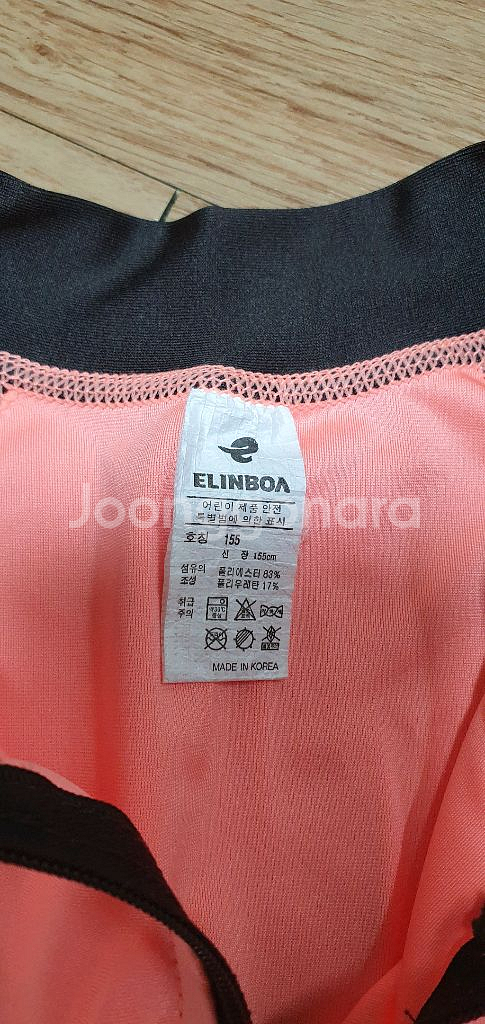 ELINBOA
어린이제품안전
특별법에 의한 표시
Joonggonara
호칭 155
신 장 155cm
섬유의 폴리에스터 83%
조성 폴리우레탄 17%
취급
주의
MADE IN KOREA